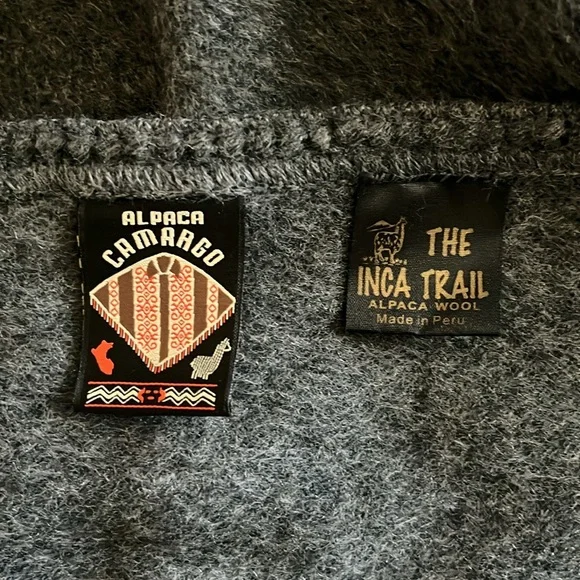 ALPACA
CAMARGO
THE
INCA TRAIL
ALPACA WOOL
Made in Peru